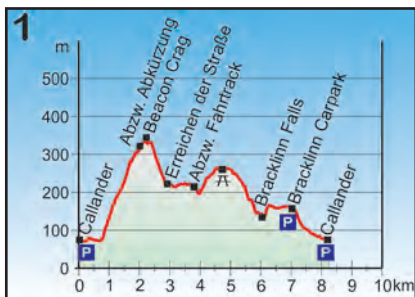 1
m
500
400
300
200
100
0
Callander
Abzw. Abkürzung
Beacon Crag
Erreichen der Straße
Abzw. Fahrtrack
Bracklinn Falls
Bracklinn Carpark
Callander
P
P
P
0 1 2 3 4 5 6 7 8 9 10km